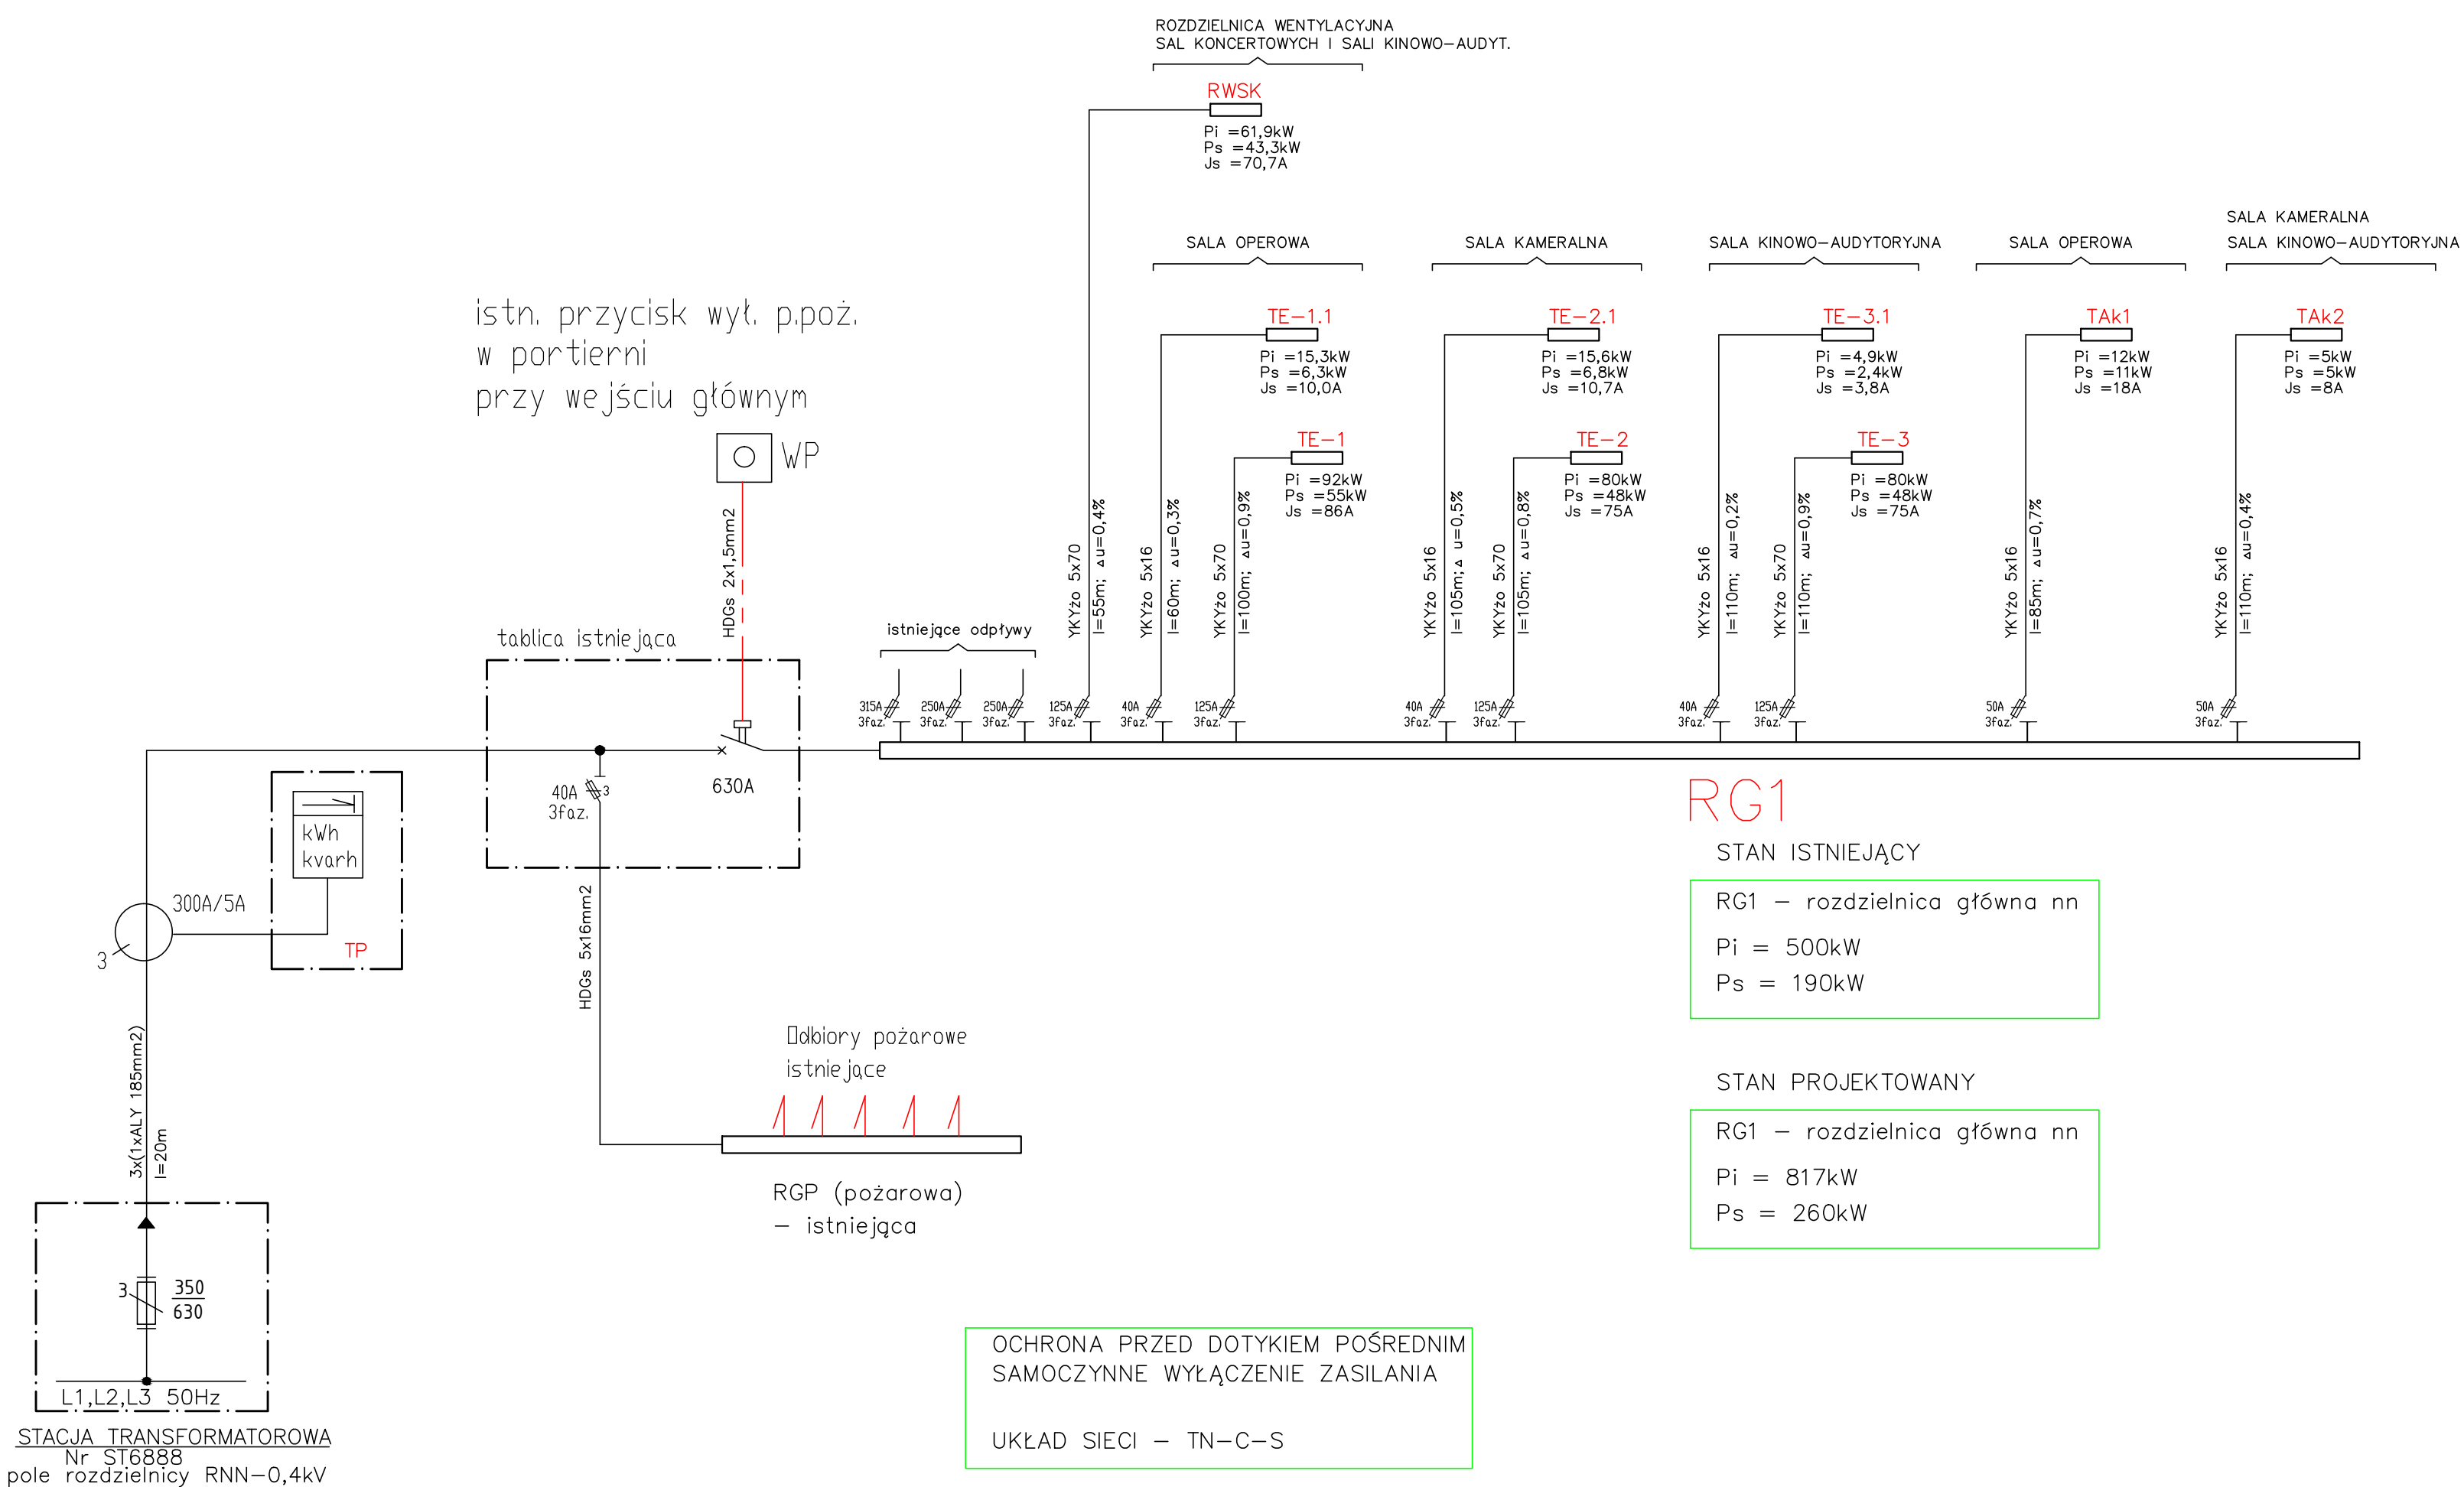 ROZDZIELNICA WENTYLACYJNA
SAL KONCERTOWYCH I SALI KINOWO-AUDYT.
RWSK
Pi =61,9kW
Ps =43,3kW
Js =70,7A
SALA OPEROWA
TE-1.1
Pi =15,3kW
Ps =6,3kW
Js =10,0A
TE-1
Pi =92kW
Ps =55kW
Js =86A
SALA KAMERALNA
TE-2.1
Pi =15,6kW
Ps =6,8kW
Js =10,7A
TE-2
Pi =80kW
Ps =48kW
Js =75A
SALA KINOWO-AUDYTORYJNA
TE-3.1
Pi =4,9kW
Ps =2,4kW
Js =3,8A
TE-3
Pi =80kW
Ps =48kW
Js =75A
SALA OPEROWA
TAk1
Pi =12kW
Ps =11kW
Js =18A
SALA KAMERALNA
SALA KINOWO-AUDYTORYJNA
TAk2
Pi =5kW
Ps =5kW
Js =8A
istn. przycisk wył. p.poż.
w portierni
przy wejściu głównym
WP
HDGs 2x1,5mm2
tablica istniejąca
630A
40A
3
3faz.
HDGs 5x16mm2
istniejące odpływy
315A
3faz.
250A
3faz.
250A
3faz.
125A
3faz.
YKYżo 5x70
l=55m; Δu=0,4%
40A
3faz.
YKYżo 5x16
l=60m; Δu=0,3%
125A
3faz.
YKYżo 5x70
l=100m; Δu=0,9%
40A
3faz.
YKYżo 5x16
l=105m;Δ u=0,5%
125A
3faz.
YKYżo 5x70
l=105m; Δu=0,8%
40A
3faz.
YKYżo 5x16
l=110m; Δu=0,2%
125A
3faz.
YKYżo 5x70
l=110m; Δu=0,9%
50A
3faz.
YKYżo 5x16
l=85m; Δu=0,7%
50A
3faz.
YKYżo 5x16
l=110m; Δu=0,4%
kWh
kvarh
300A/5A
TP
3
3x(1xALY 185mm2)
l=20m
Odbiory pożarowe
istniejące
RGP (pożarowa)
- istniejąca
RG1
STAN ISTNIEJĄCY
RG1 - rozdzielnica główna nn
Pi = 500kW
Ps = 190kW
STAN PROJEKTOWANY
RG1 - rozdzielnica główna nn
Pi = 817kW
Ps = 260kW
3
350
630
L1,L2,L3 50Hz
STACJA TRANSFORMATOROWA
Nr ST6888
pole rozdzielnicy RNN-0,4kV
OCHRONA PRZED DOTYKIEM POŚREDNIM
SAMOCZYNNE WYŁĄCZENIE ZASILANIA
UKŁAD SIECI - TN-C-S